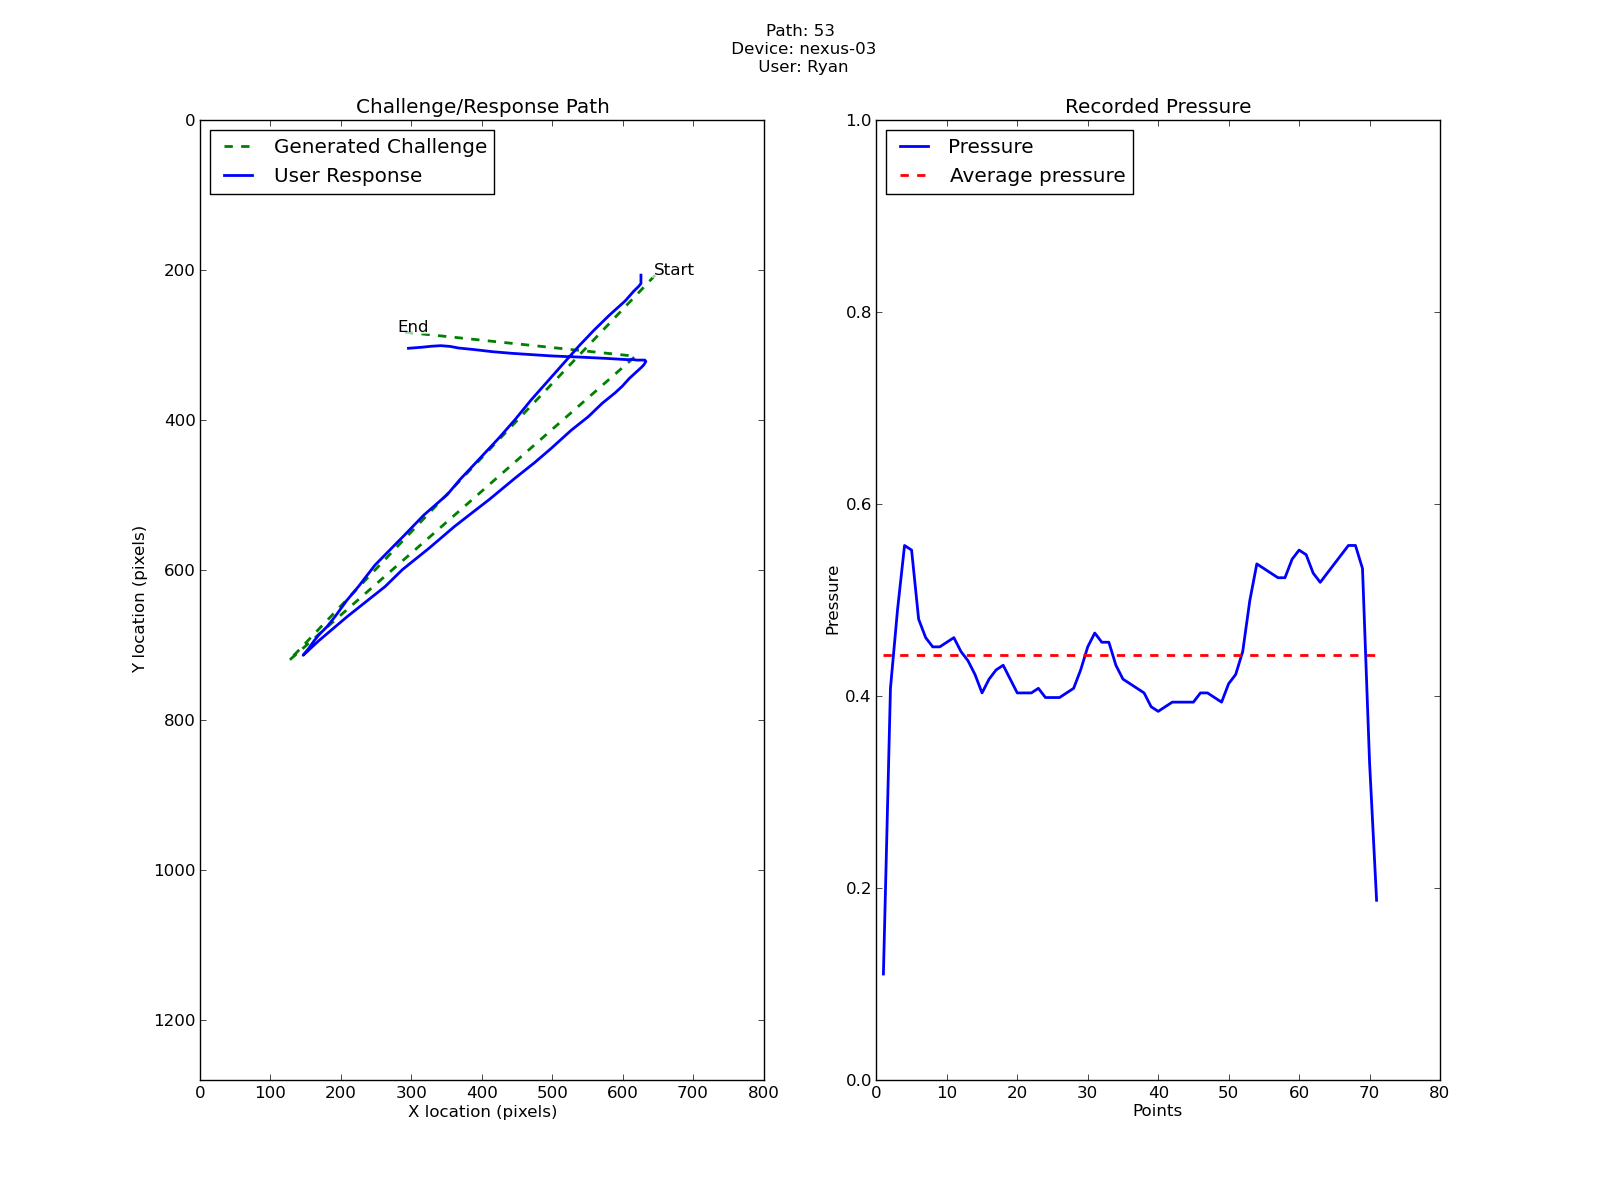 Path: 53
Device: nexus-03
User: Ryan
Challenge/Response Path
Generated Challenge
User Response
Start
End
0
200
400
600
800
1000
1200
Y location (pixels)
0 100 200 300 400 500 600 700 800
X location (pixels)
Recorded Pressure
Pressure
Average pressure
1.0
0.8
0.6
0.4
0.2
0.0
Pressure
0 10 20 30 40 50 60 70 80
Points